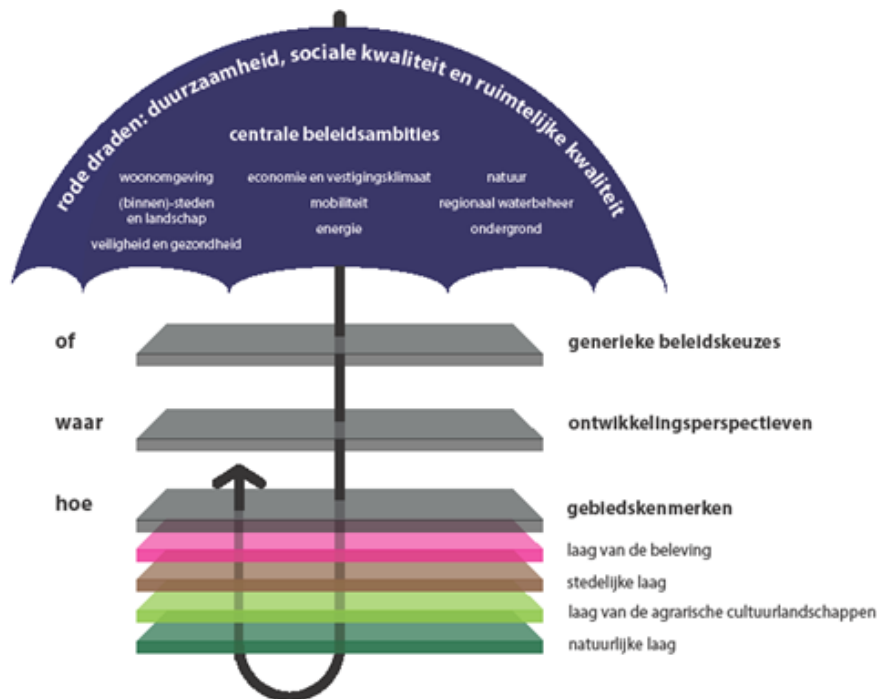 rode draden: duurzaamheid, sociale kwaliteit en ruimtelijke kwaliteit
centrale beleidsambities
woonomgeving
(binnen)-steden
en landschap
veiligheid en gezondheid
economie en vestigingsklimaat
mobiliteit
energie
natuur
regionaal waterbeheer
ondergrond
of
generieke beleidskeuzes
waar
ontwikkelingsperspectieven
hoe
gebiedskenmerken
laag van de beleving
stedelijke laag
laag van de agrarische cultuurlandschappen
natuurlijke laag